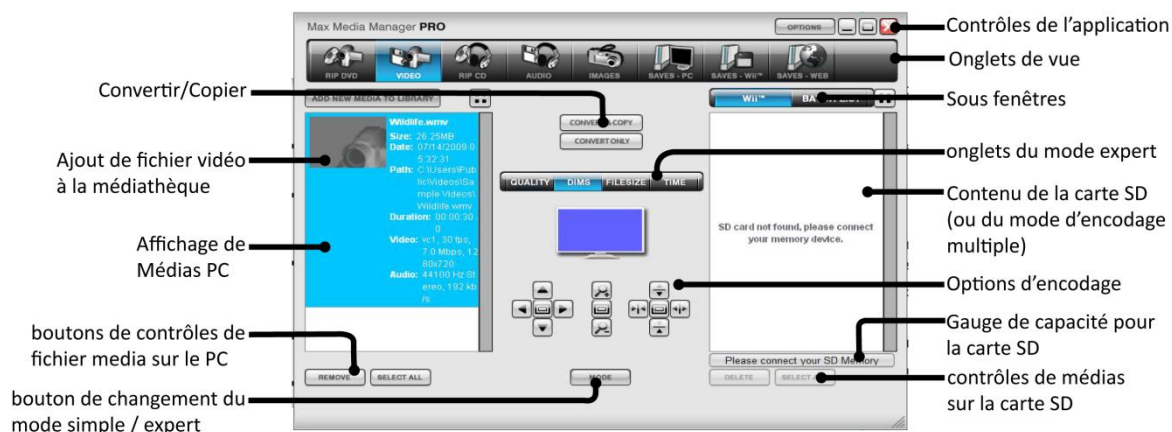 Max Media Manager PRO
OPTIONS
Contrôles de l'application
RIP DVD
VIDEO
RIP CD
AUDIO
IMAGES
SAVES - PC
SAVES - Wii™
SAVES - WEB
Onglets de vue
Convertir/Copier
ADD NEW MEDIA TO LIBRARY
CONVERT & COPY
CONVERT ONLY
Wii™
Sous fenêtres
Ajout de fichier vidéo
à la médiathèque
Wildlife.wmv
Size: 26.25MB
Date: 07/14/2009 0
5:32:31
Path: C:\Users\Pub
lic\Videos\Sa
mple Videos\
Wildlife.wmv
Duration: 00:00:30.
0
Video: vc1, 30 fps,
7.0 Mbps, 12
80x720
Audio: 44100 Hz St
ereo, 192 kb
/s
QUALITY
DIMS
FILESIZE
TIME
onglets du mode expert
SD card not found, please connect
your memory device.
Contenu de la carte SD
(ou du mode d'encodage
multiple)
Affichage de
Médias PC
Options d'encodage
boutons de contrôles de
fichier media sur le PC
Gauge de capacité pour
la carte SD
Please connect your SD Memory
REMOVE
SELECT ALL
MODE
DELETE
SELECT
contrôles de médias
sur la carte SD
bouton de changement du
mode simple / expert